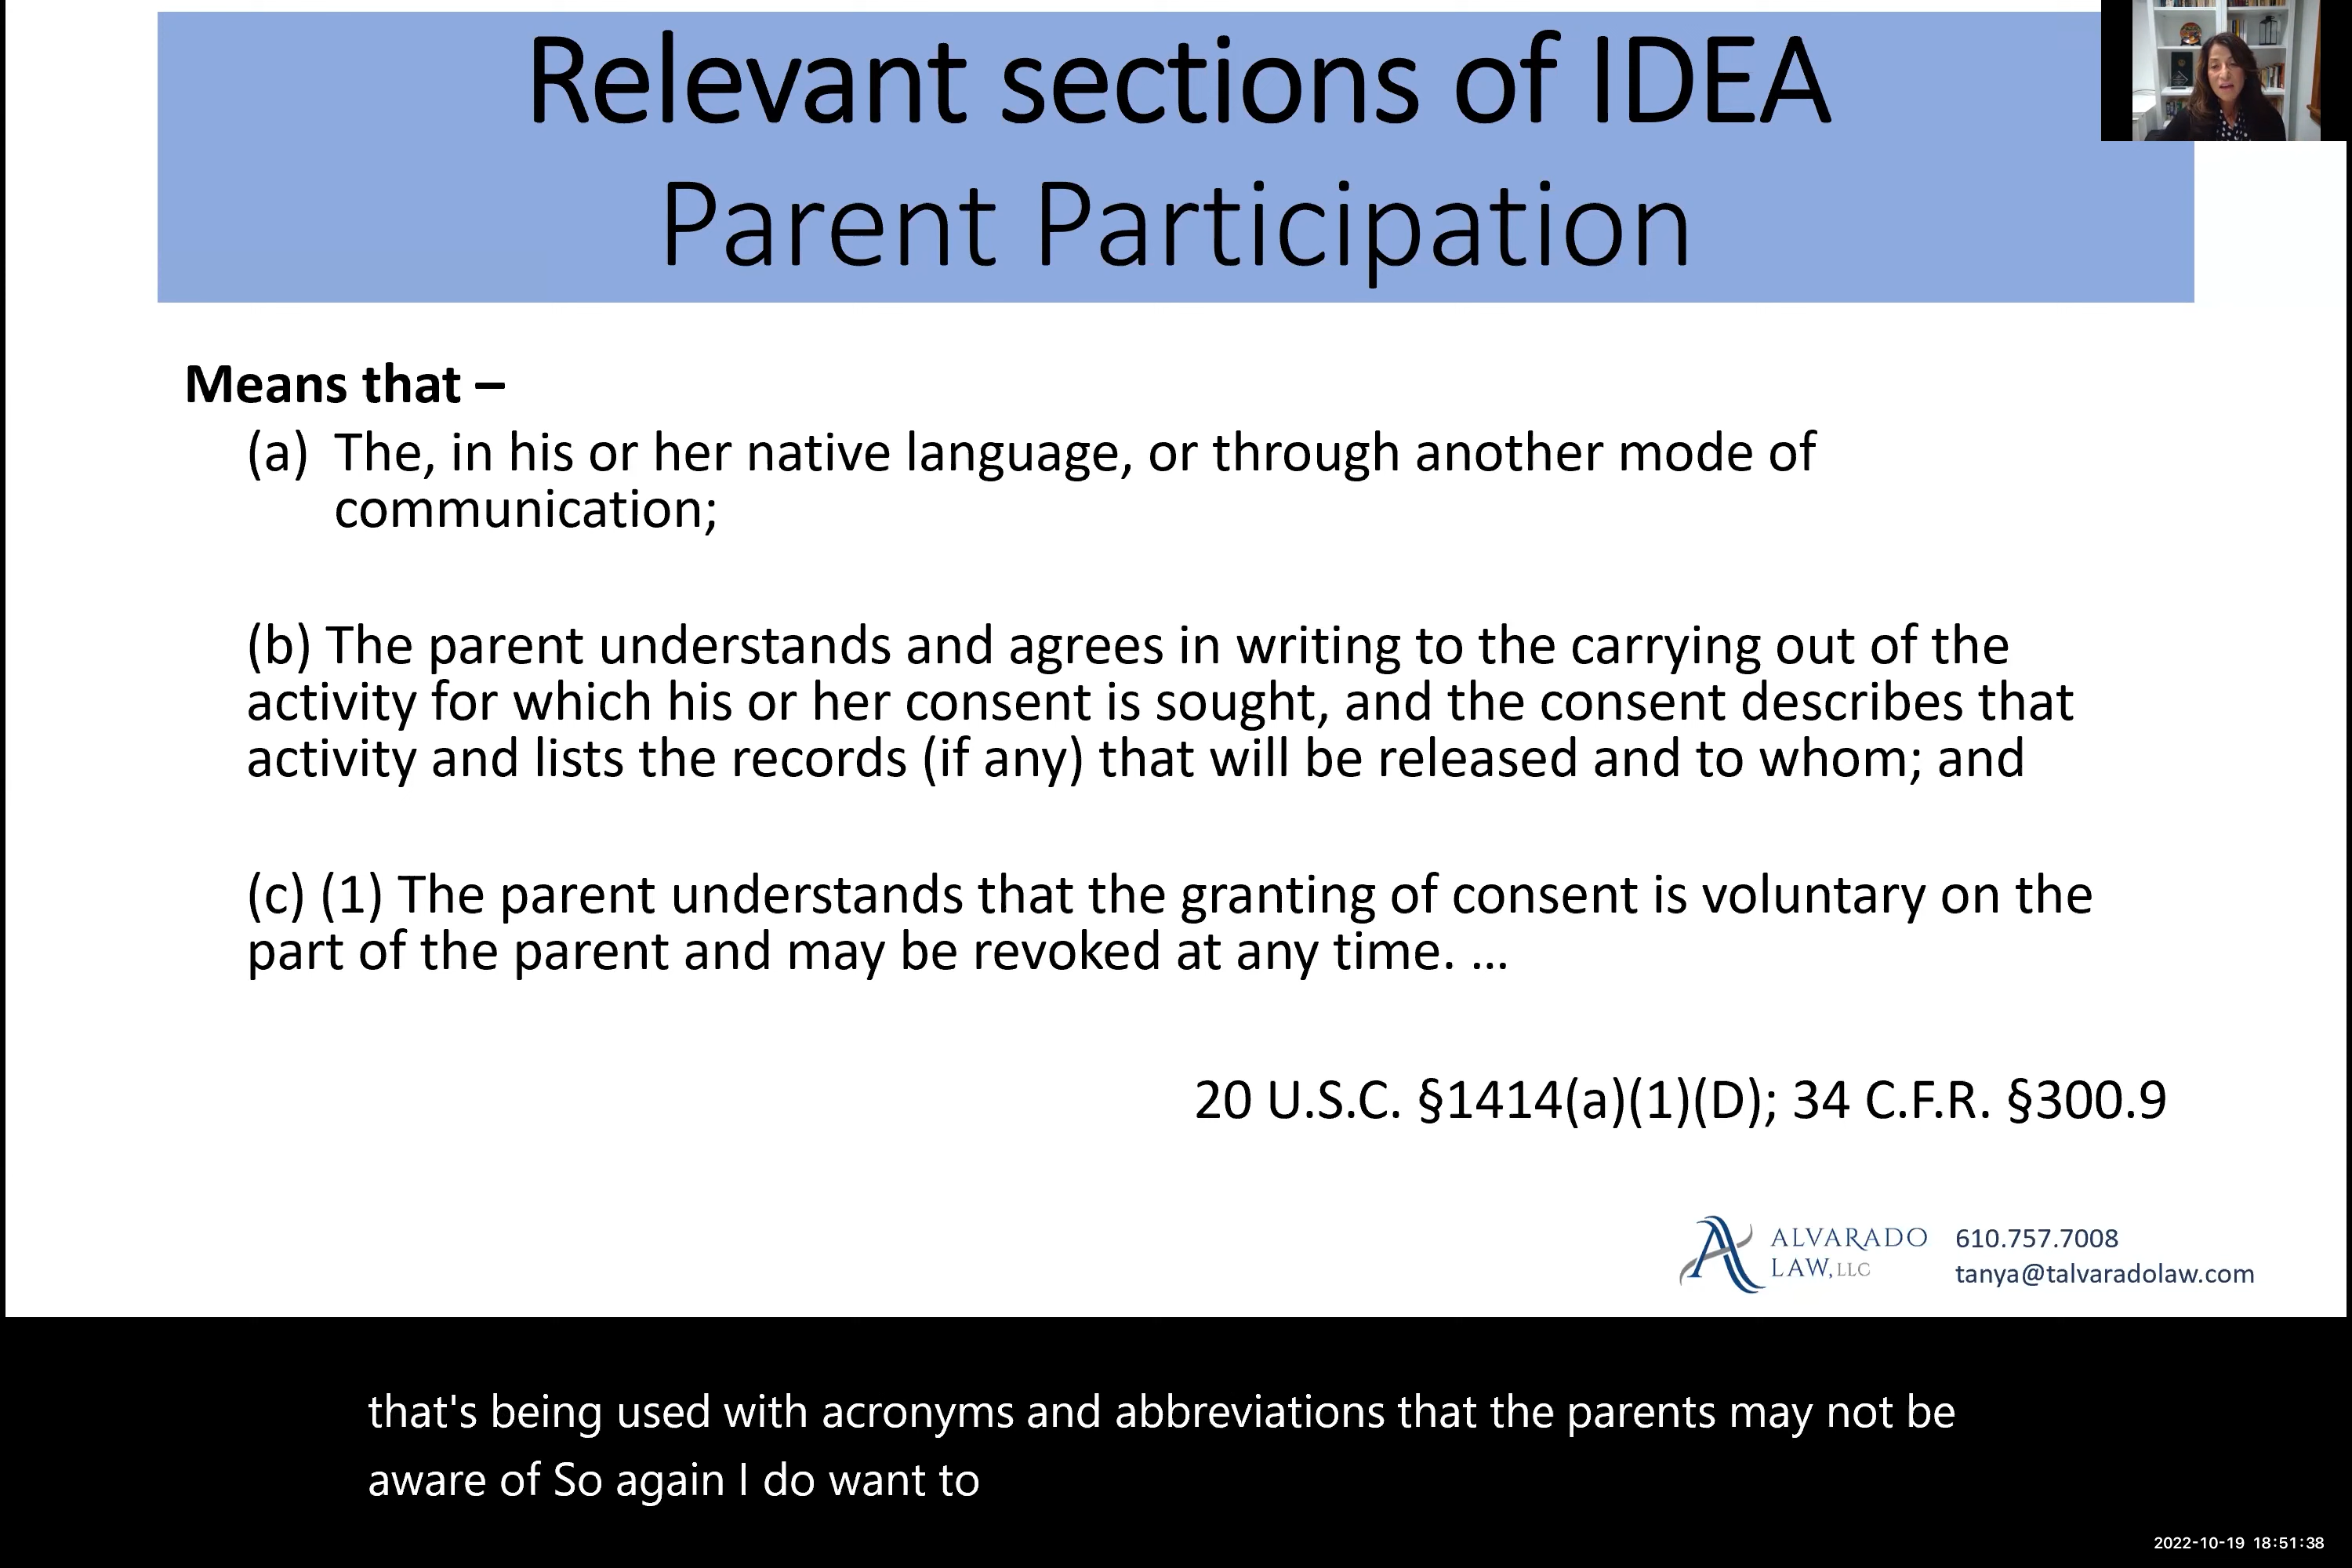 Relevant sections of IDEA
Parent Participation
Means that –
(a) The, in his or her native language, or through another mode of
communication;
(b) The parent understands and agrees in writing to the carrying out of the
activity for which his or her consent is sought, and the consent describes that
activity and lists the records (if any) that will be released and to whom; and
(c) (1) The parent understands that the granting of consent is voluntary on the
part of the parent and may be revoked at any time. ...
20 U.S.C. §1414(a)(1)(D); 34 C.F.R. §300.9
ALVARADO
LAW, LLC
610.757.7008
tanya@talvaradolaw.com
that's being used with acronyms and abbreviations that the parents may not be
aware of So again I do want to
2022-10-19 18:51:38